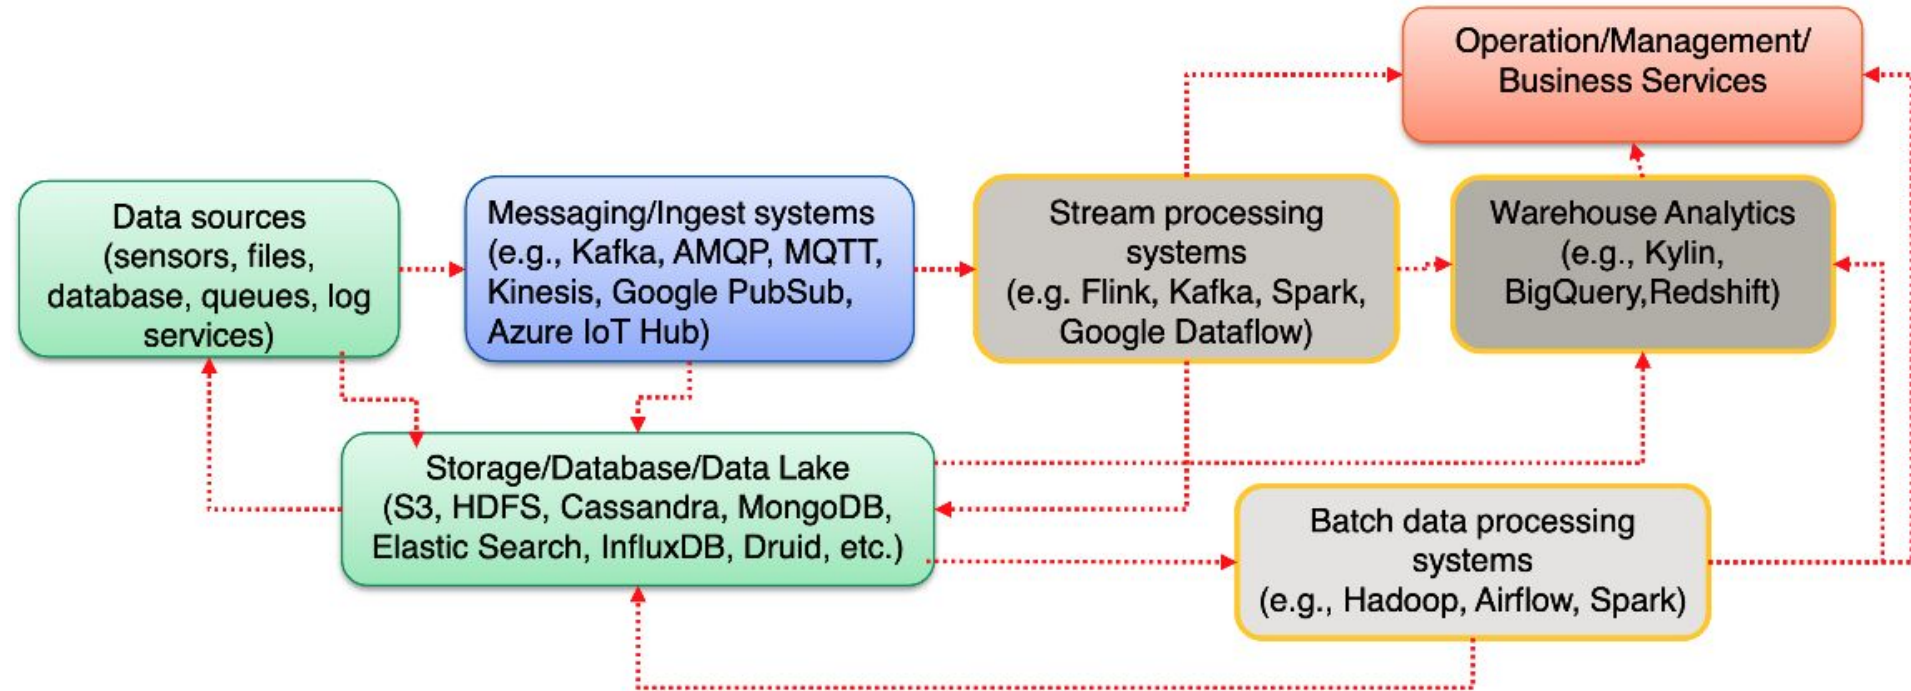 Operation/Management/
Business Services
Data sources
(sensors, files,
database, queues, log
services)
Messaging/Ingest systems
(e.g., Kafka, AMQP, MQTT,
Kinesis, Google PubSub,
Azure IoT Hub)
Stream processing
systems
(e.g. Flink, Kafka, Spark,
Google Dataflow)
Warehouse Analytics
(e.g., Kylin,
BigQuery,Redshift)
Storage/Database/Data Lake
(S3, HDFS, Cassandra, MongoDB,
Elastic Search, InfluxDB, Druid, etc.)
Batch data processing
systems
(e.g., Hadoop, Airflow, Spark)